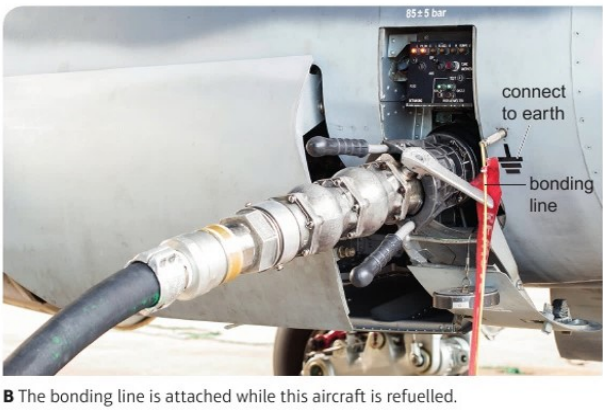 85±5 bar
connect
to earth
bonding
line
B The bonding line is attached while this aircraft is refuelled.